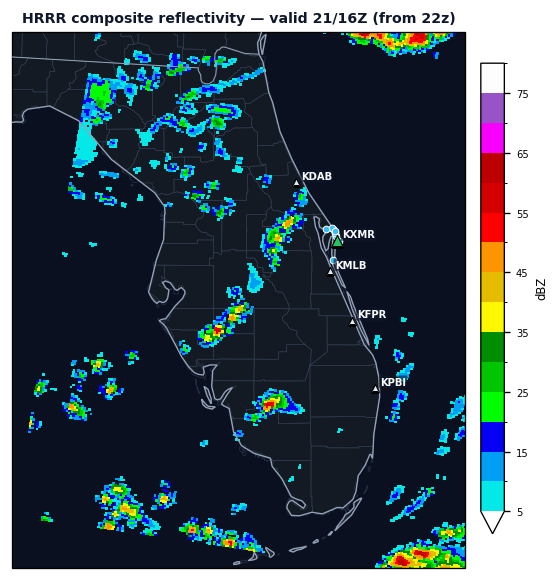 HRRR composite reflectivity — valid 21/16Z (from 22z)
KDAB
KXMR
KMLB
KFPR
KPBI
75
65
55
45
35
25
15
5
dBZ